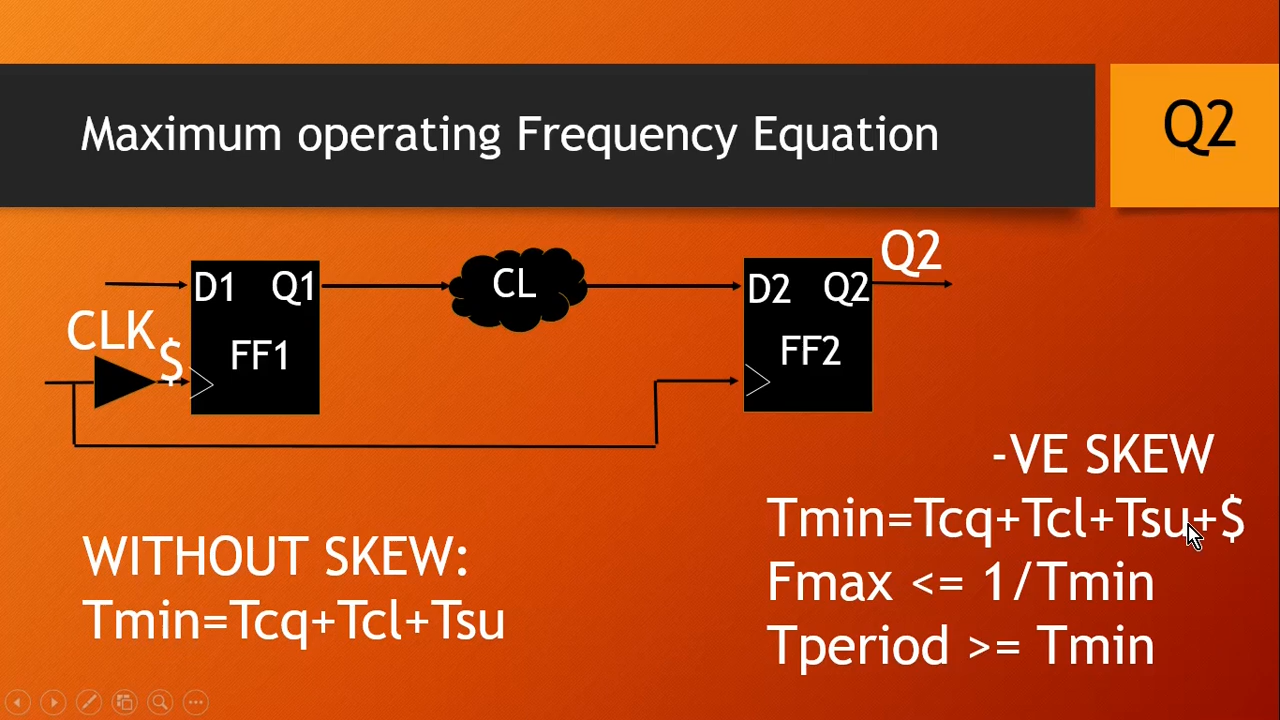 Maximum operating Frequency Equation
Q2
Q2
D1 Q1
CL
D2 Q2
CLK
$
FF1
FF2
-VE SKEW
Tmin=Tcq+Tcl+Tsu+$
Fmax <= 1/Tmin
Tperiod >= Tmin
WITHOUT SKEW:
Tmin=Tcq+Tcl+Tsu